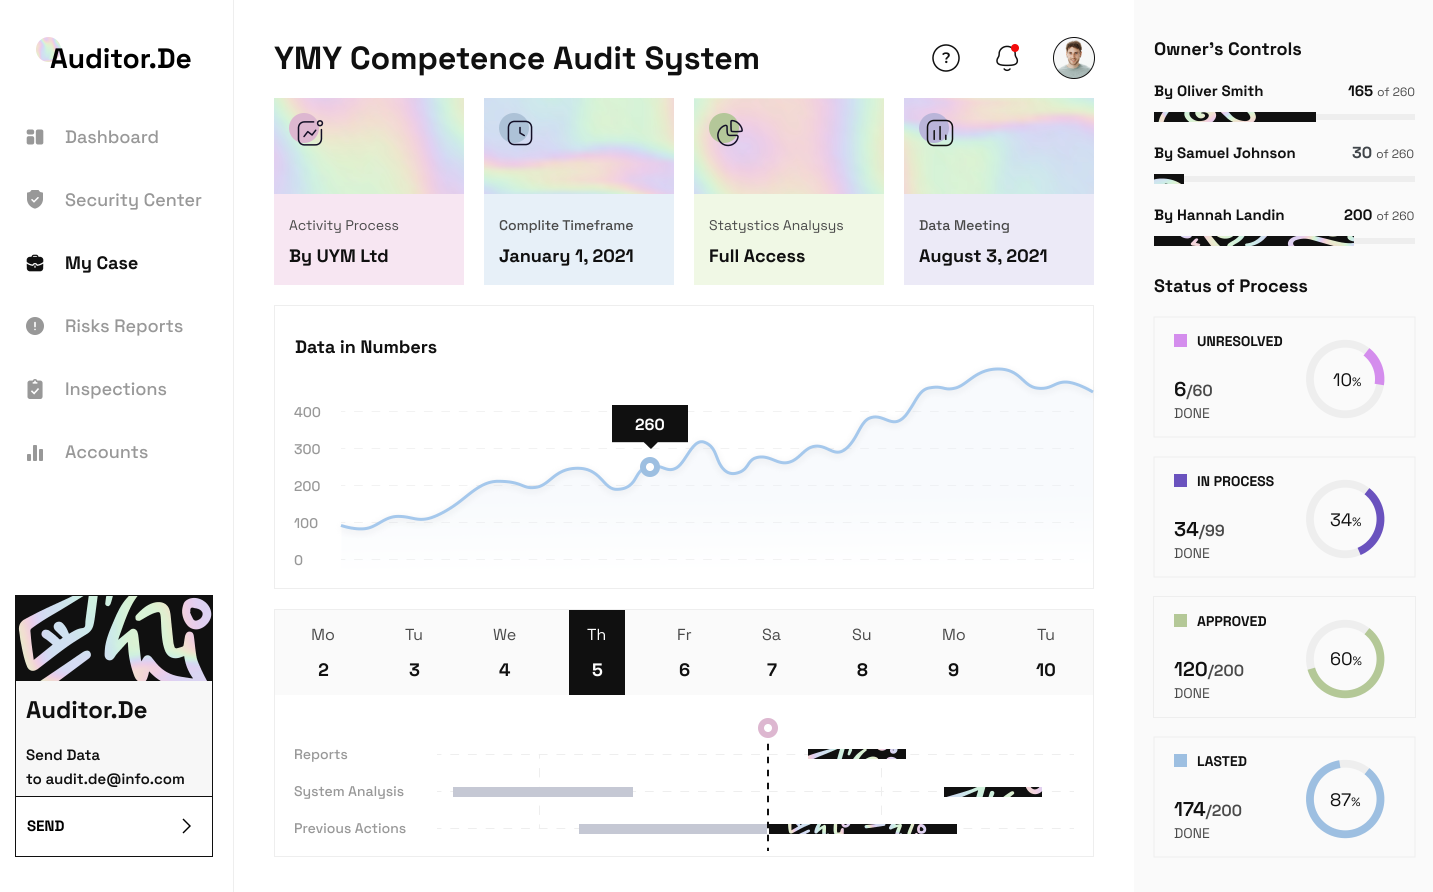 Auditor.De
Dashboard
Security Center
My Case
Risks Reports
Inspections
Accounts
Auditor.De
Send Data
to audit.de@info.com
SEND
YMY Competence Audit System
?
Activity Process
By UYM Ltd
Complite Timeframe
January 1, 2021
Statystics Analysys
Full Access
Data Meeting
August 3, 2021
Data in Numbers
400
300
200
100
0
260
Mo Tu We Th Fr Sa Su Mo Tu
2 3 4 5 6 7 8 9 10
Reports
System Analysis
Previous Actions
Owner's Controls
By Oliver Smith 165 of 260
By Samuel Johnson 30 of 260
By Hannah Landin 200 of 260
Status of Process
UNRESOLVED
6/60
DONE
10%
IN PROCESS
34/99
DONE
34%
APPROVED
120/200
DONE
60%
LASTED
174/200
DONE
87%